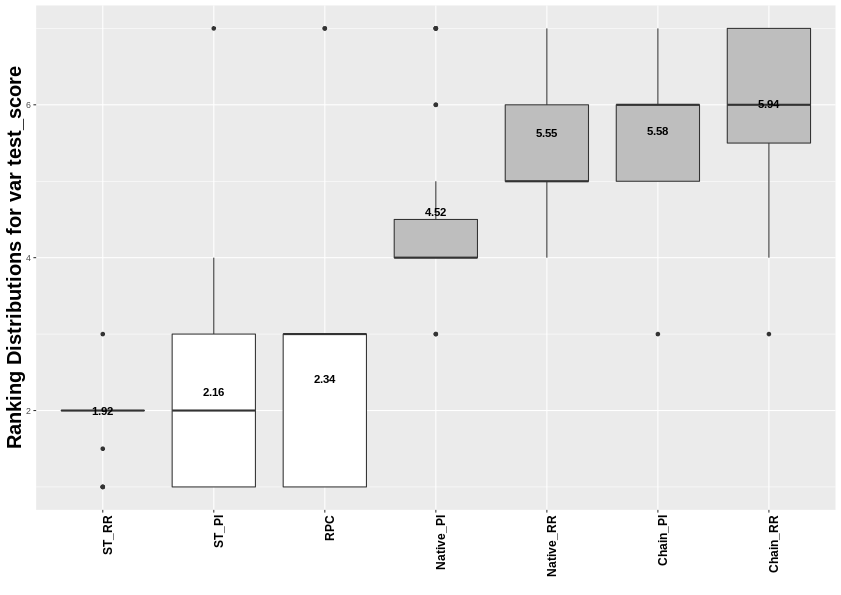 Ranking Distributions for var test_score
6
4
2
1.92
2.16
2.34
4.52
5.55
5.58
5.94
ST_RR
ST_PI
RPC
Native_PI
Native_RR
Chain_PI
Chain_RR